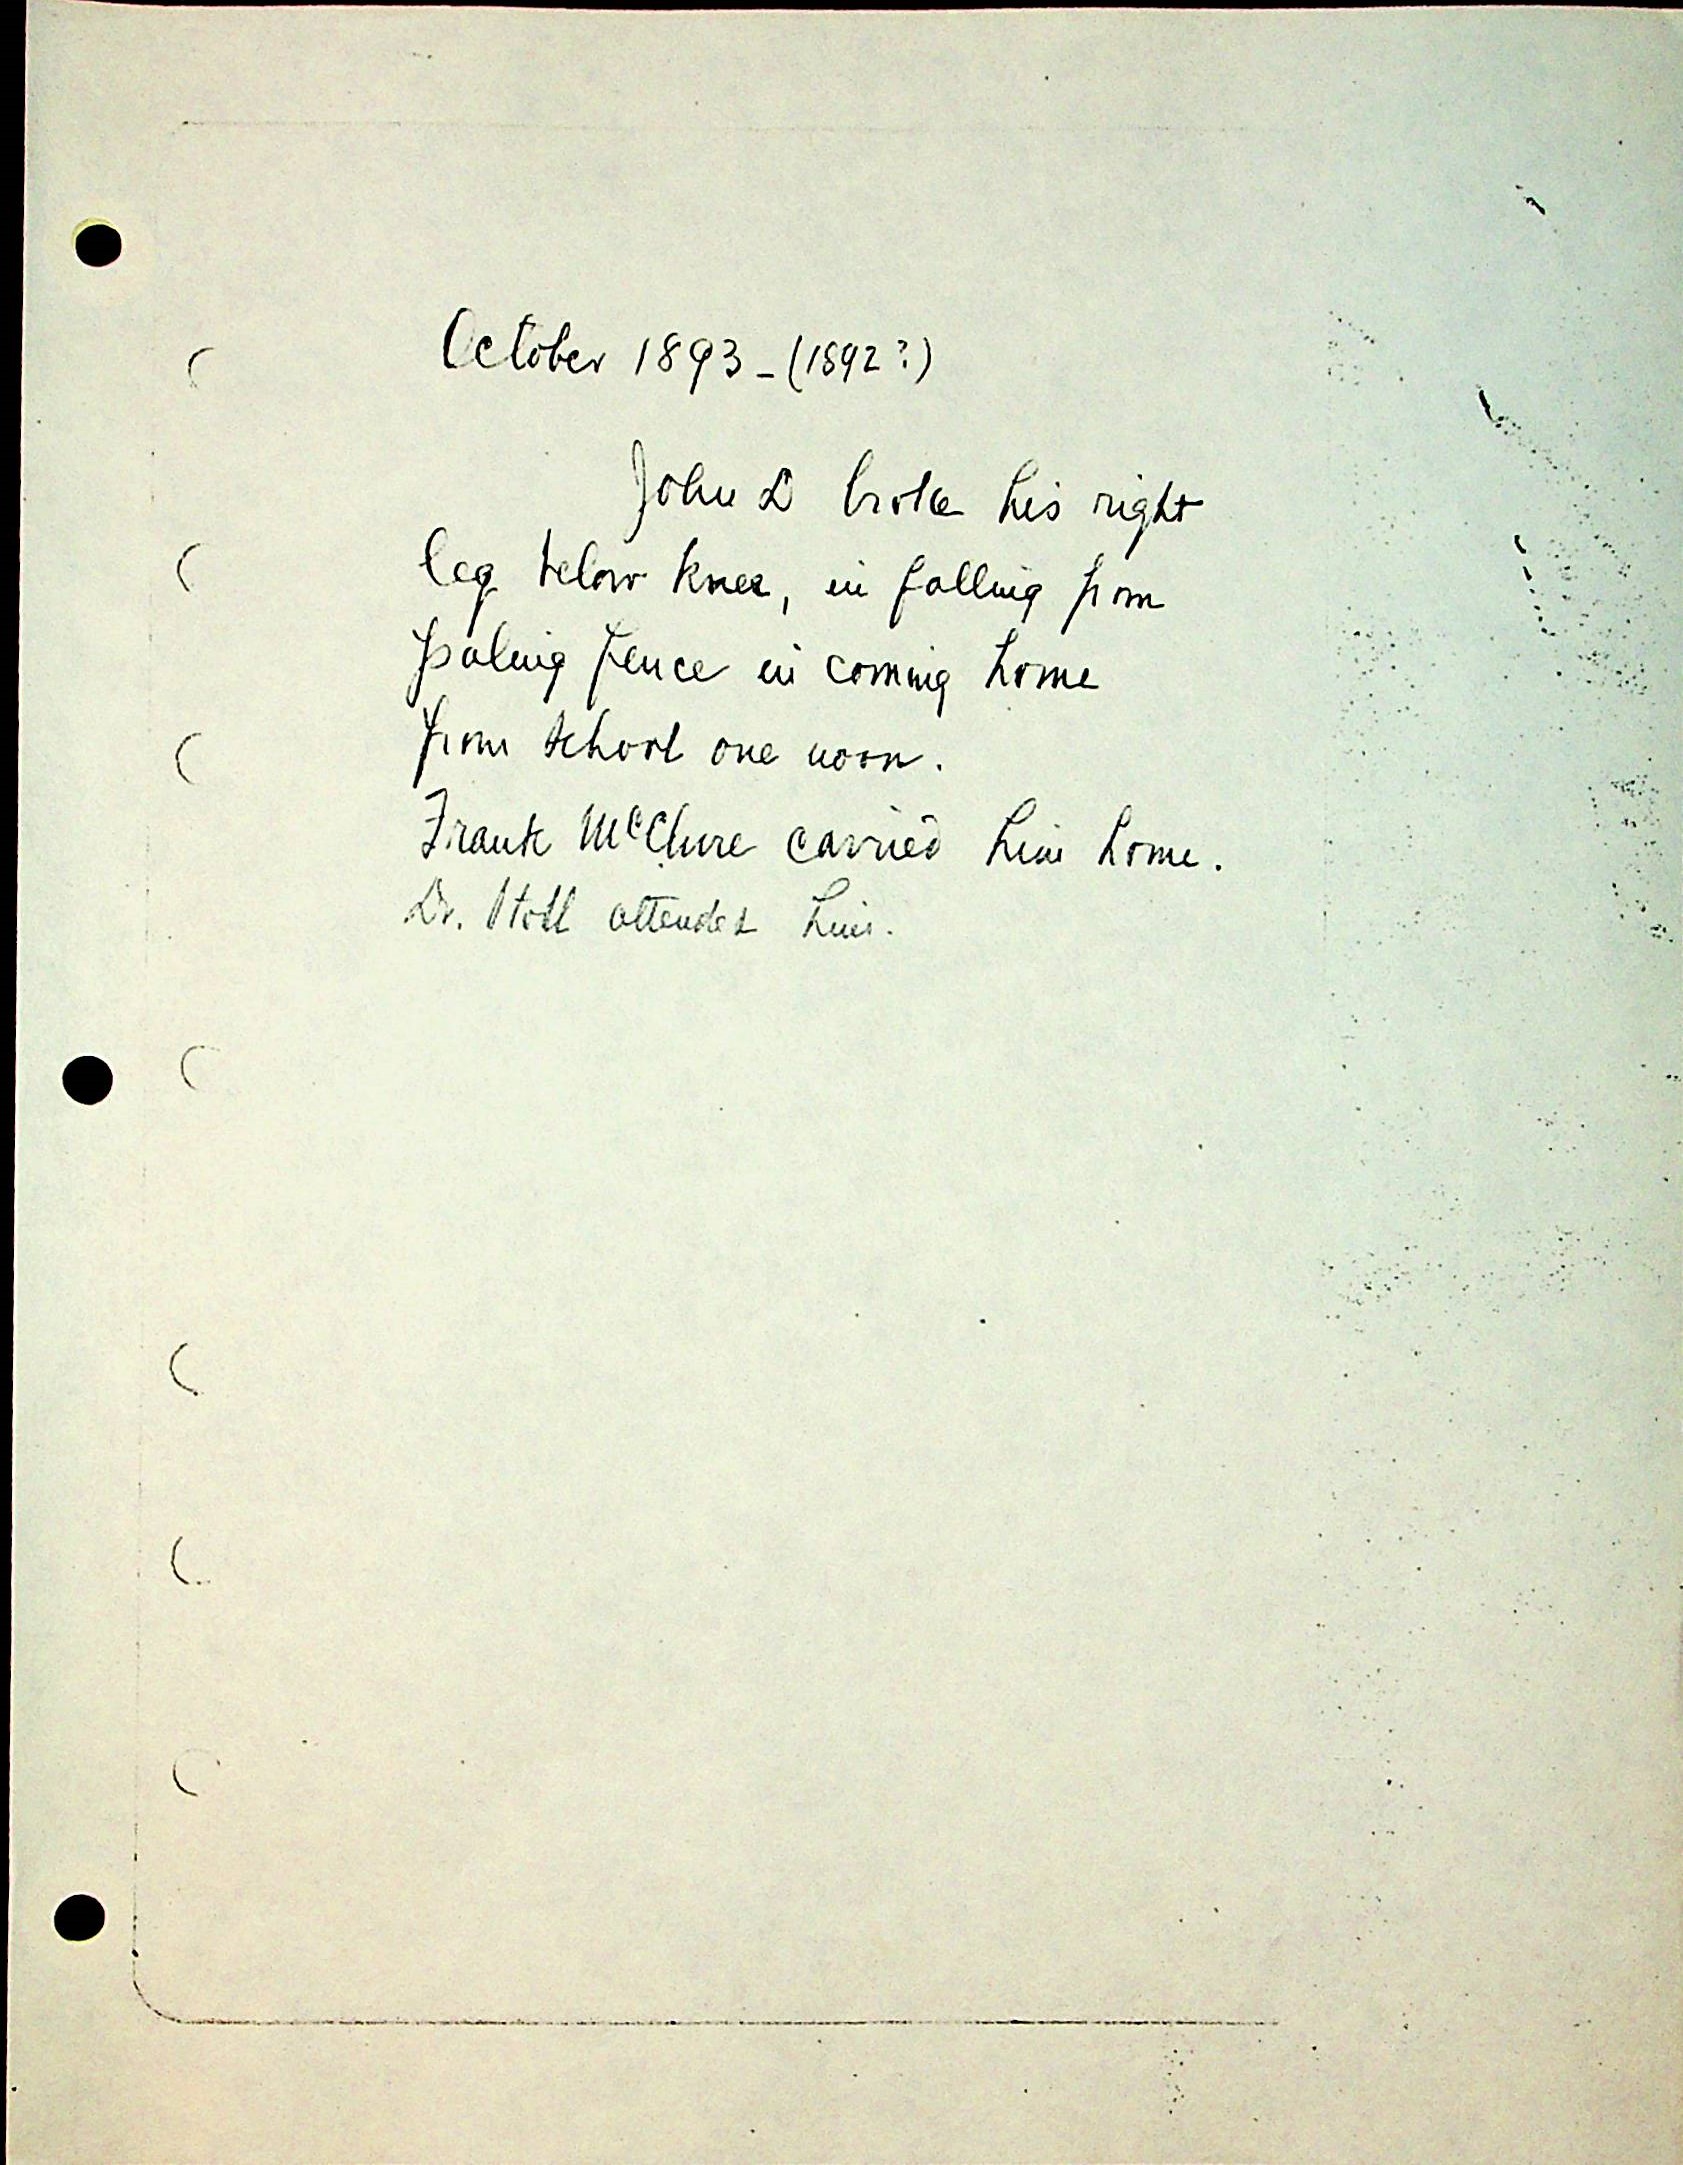 October 1893 - (1892?)
John D broke his right
leg below knee, in falling from
paling fence in coming home
from school one noon.
Frank McClure carried him home.
Dr. Stoll attended him.